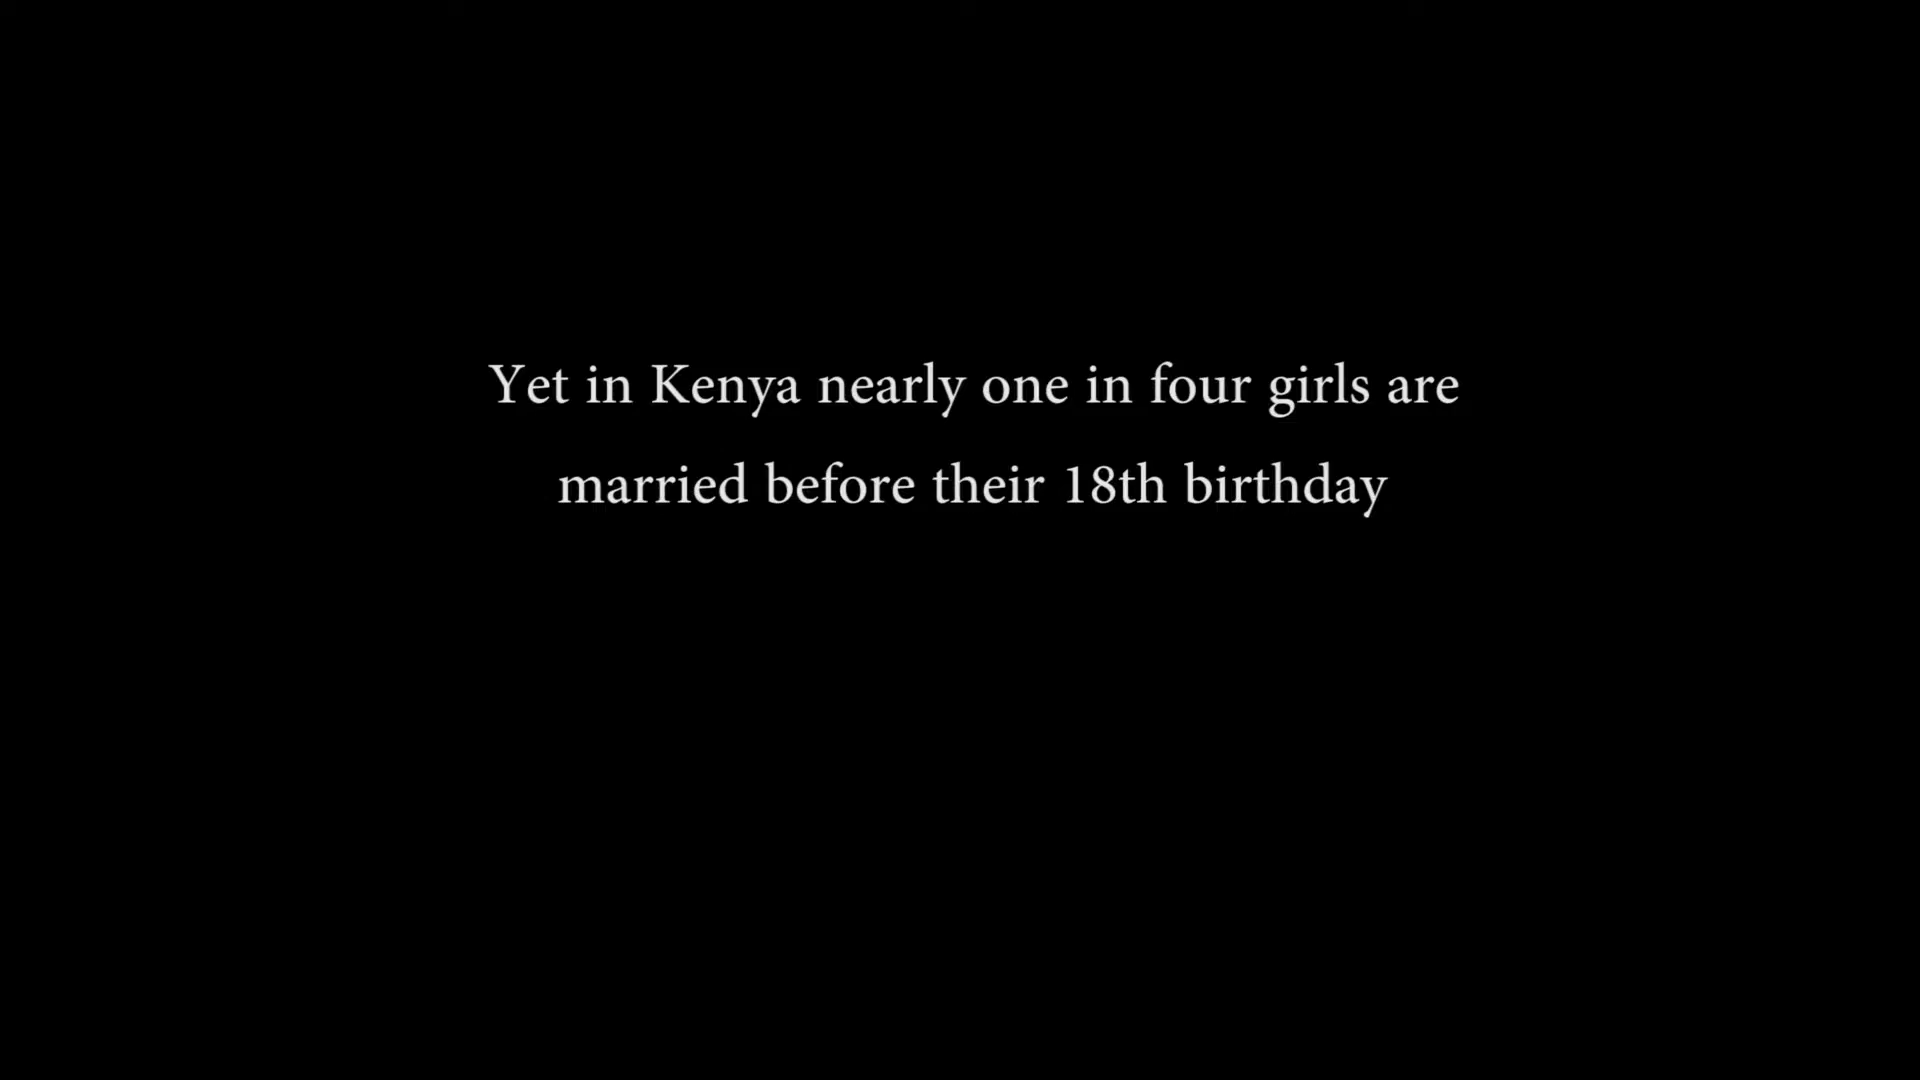 Yet in Kenya nearly one in four girls are
married before their 18th birthday